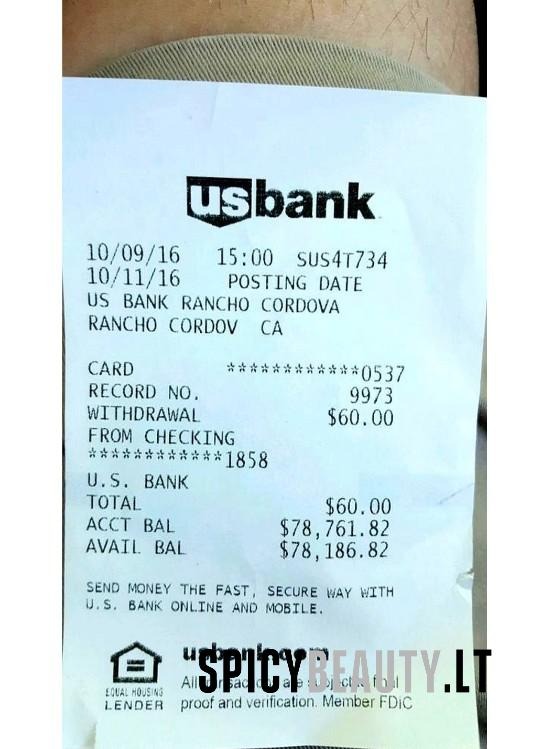 usbank
10/09/16 15:00 SUS4T734
10/11/16 POSTING DATE
US BANK RANCHO CORDOVA
RANCHO CORDOV CA
CARD ************0537
RECORD NO. 9973
WITHDRAWAL $60.00
FROM CHECKING
************1858
U.S. BANK
TOTAL $60.00
ACCT BAL $78,761.82
AVAIL BAL $78,186.82
SEND MONEY THE FAST, SECURE WAY WITH
U.S. BANK ONLINE AND MOBILE.
usbank.com
SPICYBEAUTY.LT
EQUAL HOUSING
LENDER
All transactions are subject to final
proof and verification. Member FDIC